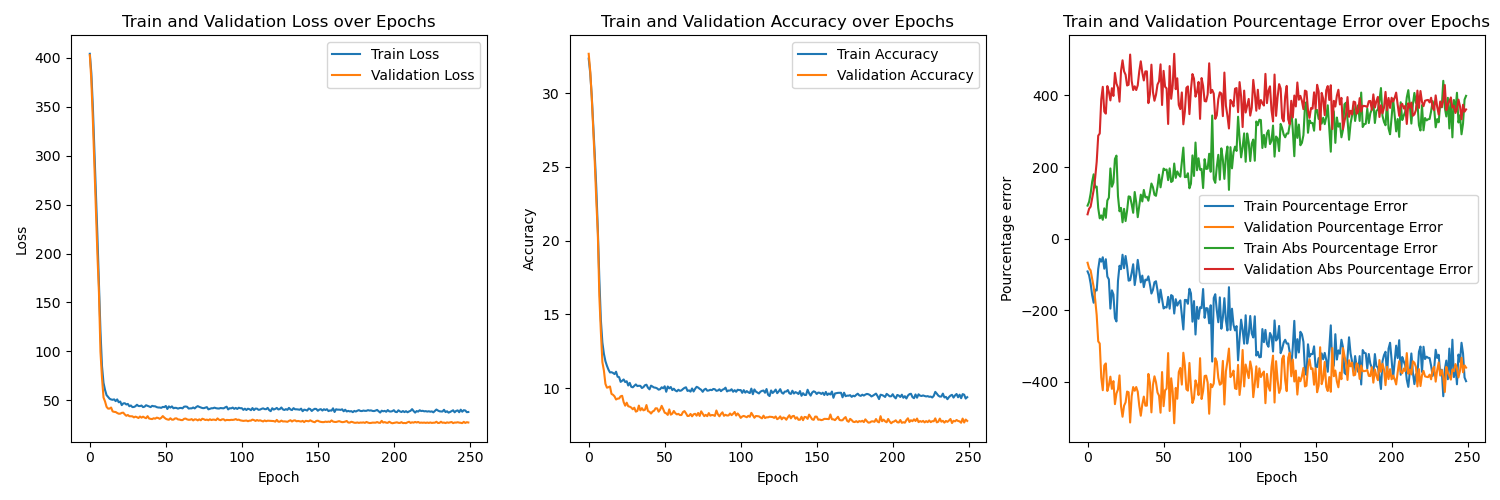 Train and Validation Loss over Epochs
Train Loss
Validation Loss
400
350
300
250
200
150
100
50
Loss
0 50 100 150 200 250
Epoch
Train and Validation Accuracy over Epochs
Train Accuracy
Validation Accuracy
30
25
20
15
10
Accuracy
0 50 100 150 200 250
Epoch
Train and Validation Pourcentage Error over Epochs
400
200
0
−200
−400
Pourcentage error
Train Pourcentage Error
Validation Pourcentage Error
Train Abs Pourcentage Error
Validation Abs Pourcentage Error
0 50 100 150 200 250
Epoch